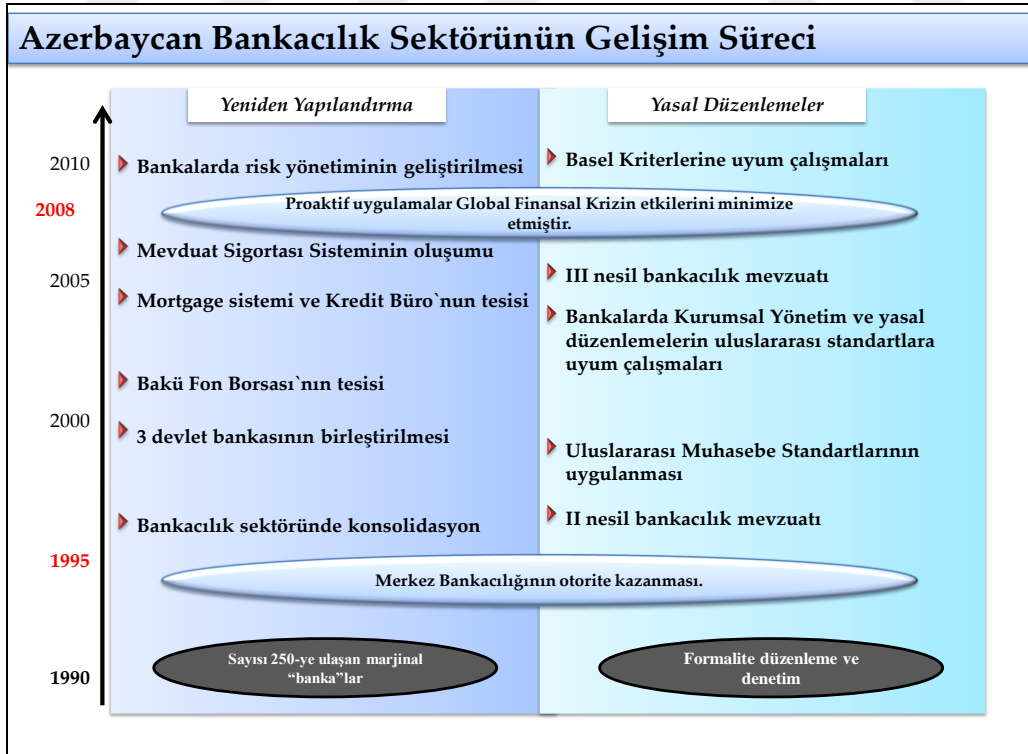 Azerbaycan Bankacılık Sektörünün Gelişim Süreci
Yeniden Yapılandırma
Yasal Düzenlemeler
2010
Bankalarda risk yönetiminin geliştirilmesi
Basel Kriterlerine uyum çalışmaları
2008
Proaktif uygulamalar Global Finansal Krizin etkilerini minimize
etmiştir.
Mevduat Sigortası Sisteminin oluşumu
2005
III nesil bankacılık mevzuatı
Mortgage sistemi ve Kredit Büro`nun tesisi
Bankalarda Kurumsal Yönetim ve yasal
düzenlemelerin uluslararası standartlara
uyum çalışmaları
Bakü Fon Borsası`nın tesisi
2000
3 devlet bankasının birleştirilmesi
Uluslararası Muhasebe Standartlarının
uygulanması
Bankacılık sektöründe konsolidasyon
II nesil bankacılık mevzuatı
1995
Merkez Bankacılığının otorite kazanması.
Sayısı 250-ye ulaşan marjinal
“banka”lar
Formalite düzenleme ve
denetim
1990